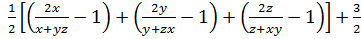 1/2 [(2x/(x+yz) − 1) + (2y/(y+zx) − 1) + (2z/(z+xy) − 1)] + 3/2